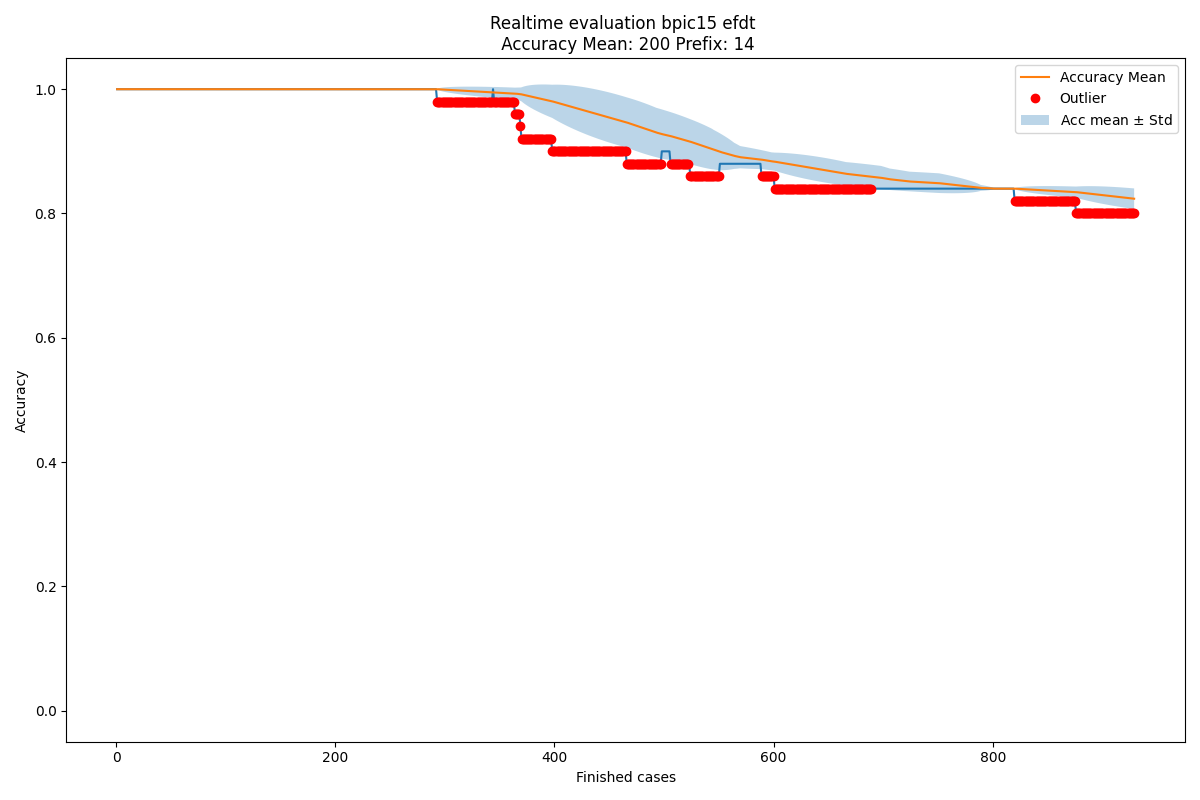 Realtime evaluation bpic15 efdt
Accuracy Mean: 200 Prefix: 14
Accuracy Mean
Outlier
Acc mean ± Std
1.0
0.8
0.6
0.4
0.2
0.0
Accuracy
0
200
400
600
800
Finished cases